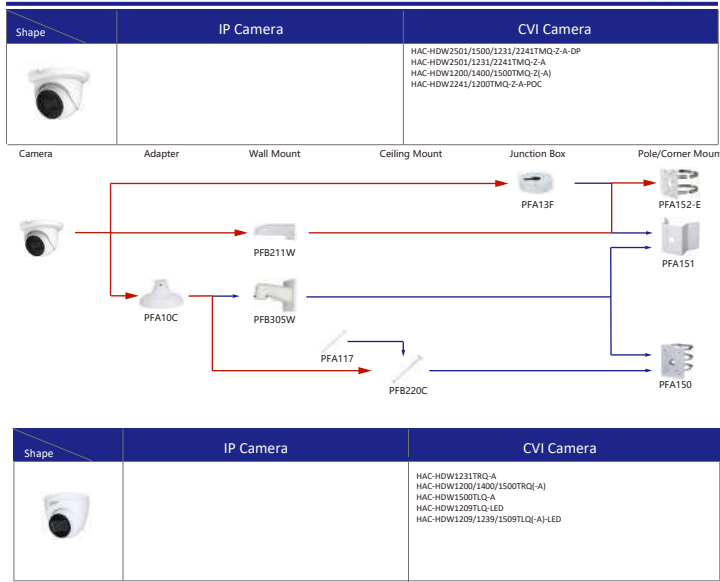 Shape IP Camera CVI Camera
HAC-HDW2501/1500/1231/2241TMQ-Z-A-DP
HAC-HDW2501/1231/2241TMQ-Z-A
HAC-HDW1200/1400/1500TMQ-Z(-A)
HAC-HDW2241/1200TMQ-Z-A-POC
Camera Adapter Wall Mount Ceiling Mount Junction Box Pole/Corner Mount
PFA13F PFA152-E
PFB211W PFA151
PFA10C PFB305W
PFA117
PFB220C PFA150
Shape IP Camera CVI Camera
HAC-HDW1231TRQ-A
HAC-HDW1200/1400/1500TRQ(-A)
HAC-HDW1500TLQ-A
HAC-HDW1209TLQ-LED
HAC-HDW1209/1239/1509TLQ(-A)-LED